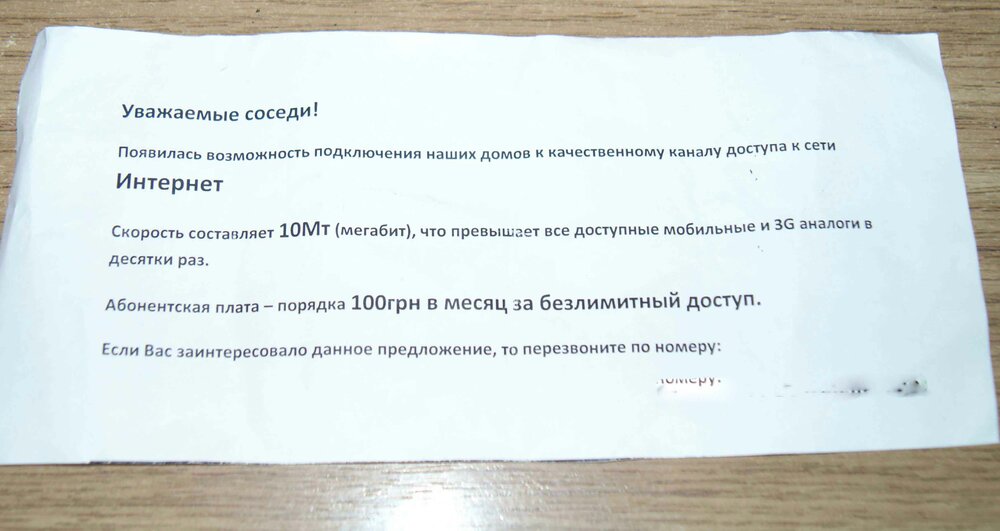 Уважаемые соседи!
Появилась возможность подключения наших домов к качественному каналу доступа к сети
Интернет
Скорость составляет 10Мт (мегабит), что превышает все доступные мобильные и 3G аналоги в
десятки раз.
Абонентская плата – порядка 100грн в месяц за безлимитный доступ.
Если Вас заинтересовало данное предложение, то перезвоните по номеру:
номеру: